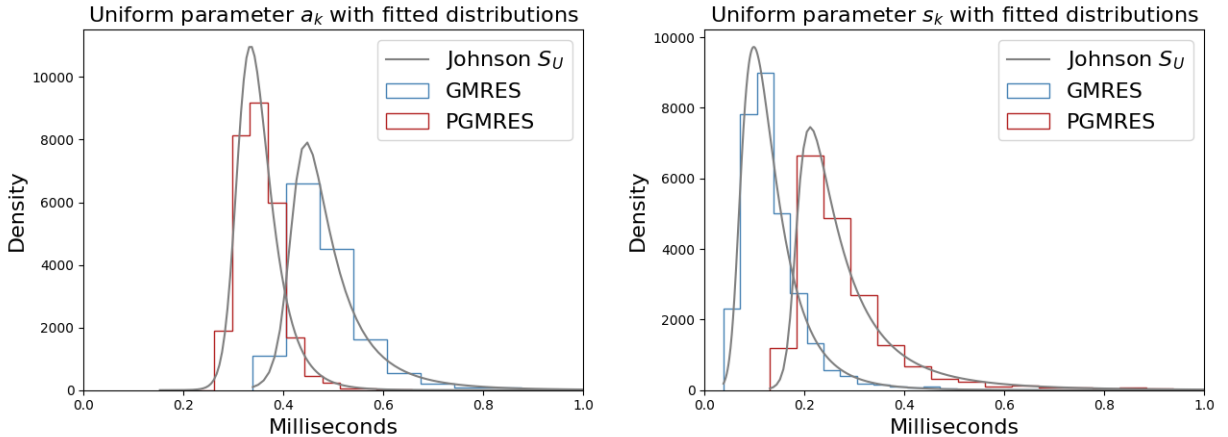 Uniform parameter a_k with fitted distributions
Johnson S_U
GMRES
PGMRES
Density
10000
8000
6000
4000
2000
0
0.0 0.2 0.4 0.6 0.8 1.0
Milliseconds
Uniform parameter s_k with fitted distributions
Johnson S_U
GMRES
PGMRES
Density
10000
8000
6000
4000
2000
0
0.0 0.2 0.4 0.6 0.8 1.0
Milliseconds